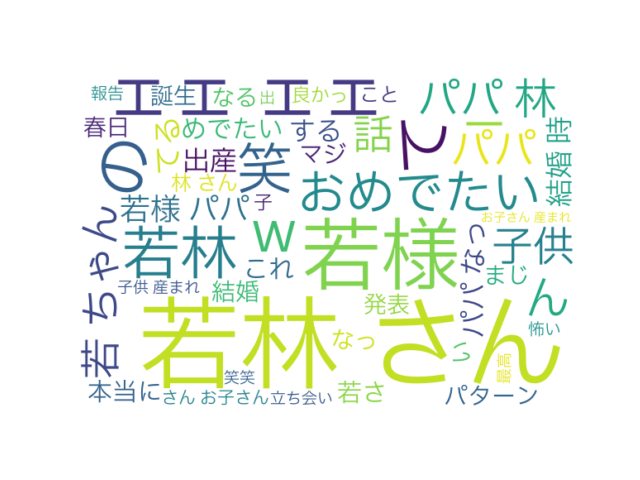 報告
エエ エエ
誕生
なる
出
良かっ
こと
パパ 林
春日
る
めでたい
する
話
て
パパ
結婚 時
の
て
出産
笑
マジ
林 さん
おめでたい
若様 パパ
子
お子さん 産まれ
若林
w
若様
子供
これ
なっ
まじ
ん
若 ちゃん
子供 産まれ
結婚
発表
パパ なっ
若林 さん
なっ
い
怖い
最高
笑笑
本当に
さん お子さん
立ち会い
若さ
パターン